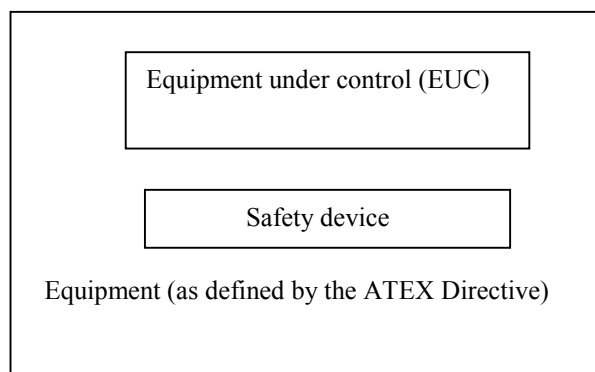 Equipment under control (EUC)
Safety device
Equipment (as defined by the ATEX Directive)